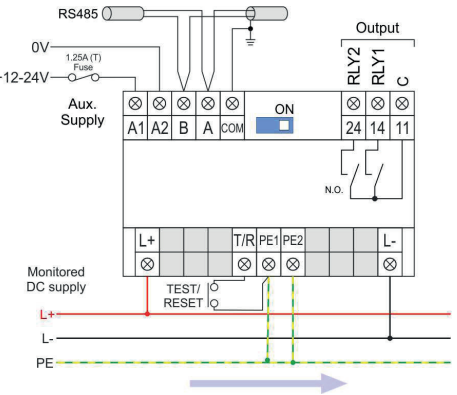 RS485
Output
0V
1.25A (T)
Fuse
+12-24V
RLY2
RLY1
C
Aux.
Supply
ON
A1 A2 B A COM
24 14 11
N.O.
L+ T/R PE1 PE2 L-
Monitored
DC supply
TEST/
RESET
L+
L-
PE